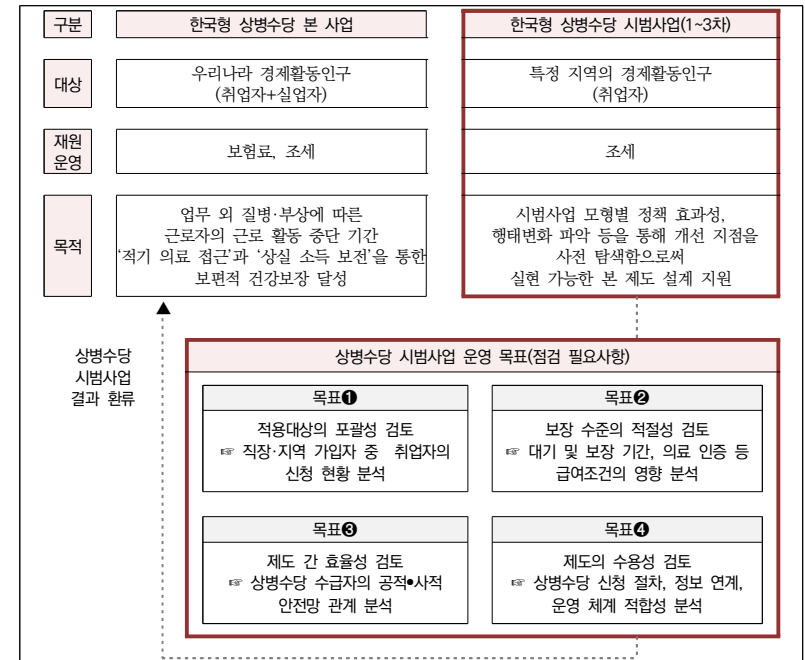 구분
한국형 상병수당 본 사업
한국형 상병수당 시범사업(1~3차)
대상
우리나라 경제활동인구
(취업자+실업자)
특정 지역의 경제활동인구
(취업자)
재원
운영
보험료, 조세
조세
목적
업무 외 질병·부상에 따른
근로자의 근로 활동 중단 기간
‘적기 의료 접근’과 ‘상실 소득 보전’을 통한
보편적 건강보장 달성
시범사업 모형별 정책 효과성,
행태변화 파악 등을 통해 개선 지점을
사전 탐색함으로써
실현 가능한 본 제도 설계 지원
상병수당
시범사업
결과 환류
상병수당 시범사업 운영 목표(점검 필요사항)
목표❶
적용대상의 포괄성 검토
☞ 직장·지역 가입자 중 취업자의
신청 현황 분석
목표❷
보장 수준의 적절성 검토
☞ 대기 및 보장 기간, 의료 인증 등
급여조건의 영향 분석
목표❸
제도 간 효율성 검토
☞ 상병수당 수급자의 공적•사적
안전망 관계 분석
목표❹
제도의 수용성 검토
☞ 상병수당 신청 절차, 정보 연계,
운영 체계 적합성 분석